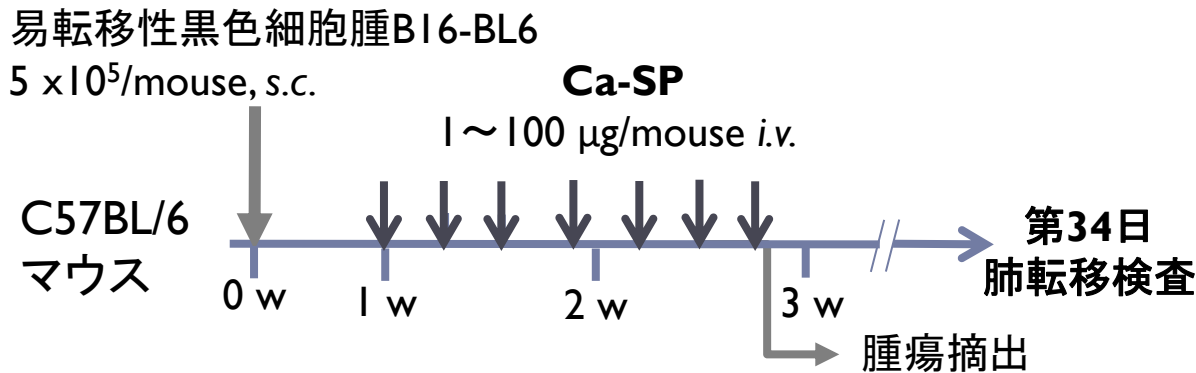 易転移性黒色細胞腫B16-BL6
5 x10⁵/mouse, s.c.
Ca-SP
1～100 μg/mouse i.v.
C57BL/6
マウス
0 w
1 w
2 w
3 w
第34日
肺転移検査
腫瘍摘出